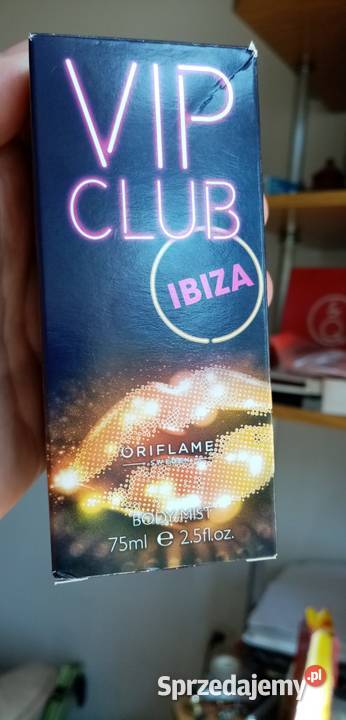 VIP
CLUB
IBIZA
ORIFLAME
SWEDEN
BODY MIST
75ml e 2.5fl.oz.
Sprzedajemy.pl